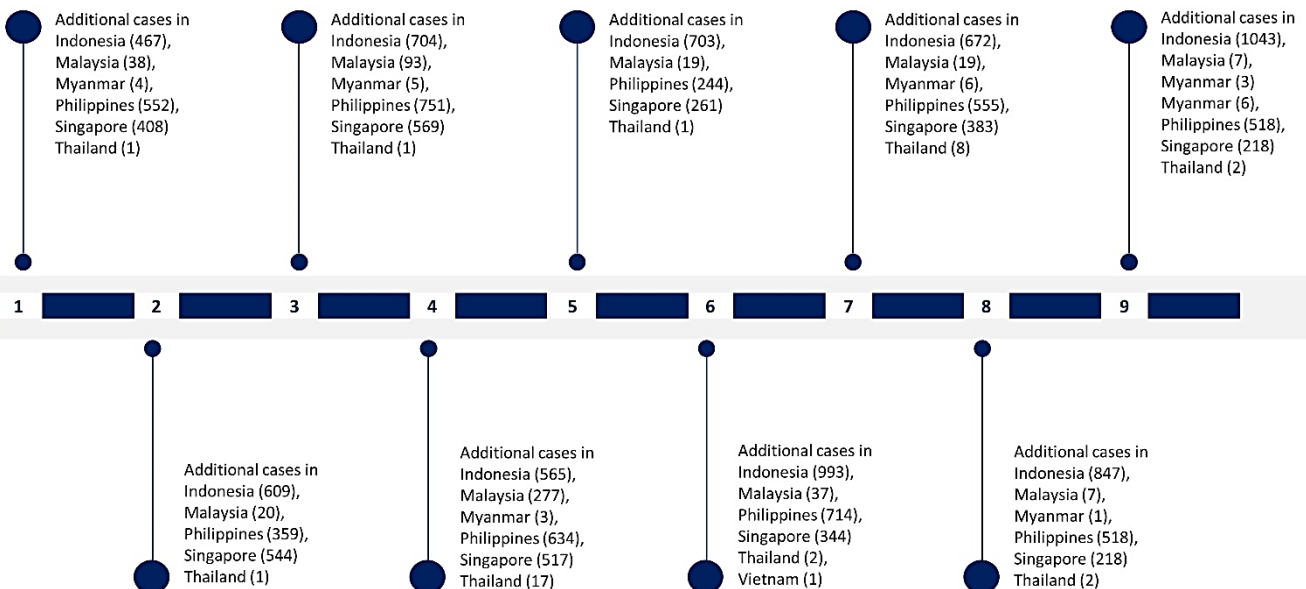 Additional cases in
Indonesia (467),
Malaysia (38),
Myanmar (4),
Philippines (552),
Singapore (408)
Thailand (1)
Additional cases in
Indonesia (704),
Malaysia (93),
Myanmar (5),
Philippines (751),
Singapore (569)
Thailand (1)
Additional cases in
Indonesia (703),
Malaysia (19),
Philippines (244),
Singapore (261)
Thailand (1)
Additional cases in
Indonesia (672),
Malaysia (19),
Myanmar (6),
Philippines (555),
Singapore (383)
Thailand (8)
Additional cases in
Indonesia (1043),
Malaysia (7),
Myanmar (3)
Myanmar (6),
Philippines (518),
Singapore (218)
Thailand (2)
1 2 3 4 5 6 7 8 9
Additional cases in
Indonesia (609),
Malaysia (20),
Philippines (359),
Singapore (544)
Thailand (1)
Additional cases in
Indonesia (565),
Malaysia (277),
Myanmar (3),
Philippines (634),
Singapore (517)
Thailand (17)
Additional cases in
Indonesia (993),
Malaysia (37),
Philippines (714),
Singapore (344)
Thailand (2),
Vietnam (1)
Additional cases in
Indonesia (847),
Malaysia (7),
Myanmar (1),
Philippines (518),
Singapore (218)
Thailand (2)